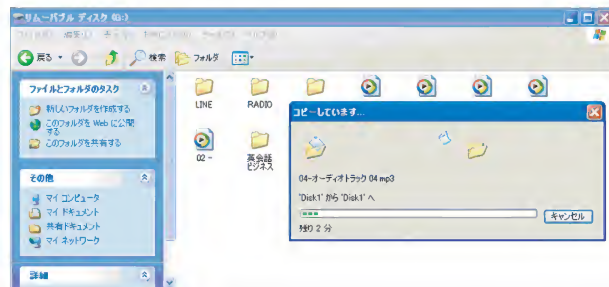 リムーバブル ディスク (G:)
戻る
検索
フォルダ
ファイルとフォルダのタスク
新しいフォルダを作成する
このフォルダを Web に公開
する
このフォルダを共有する
その他
マイ コンピュータ
マイ ドキュメント
共有ドキュメント
マイ ネットワーク
詳細
LINE
RADIO
02 -
英会話
ビジネス
コピーしています...
04-オーディオトラック 04.mp3
'Disk1' から 'Disk1' へ
残り 2 分
キャンセル